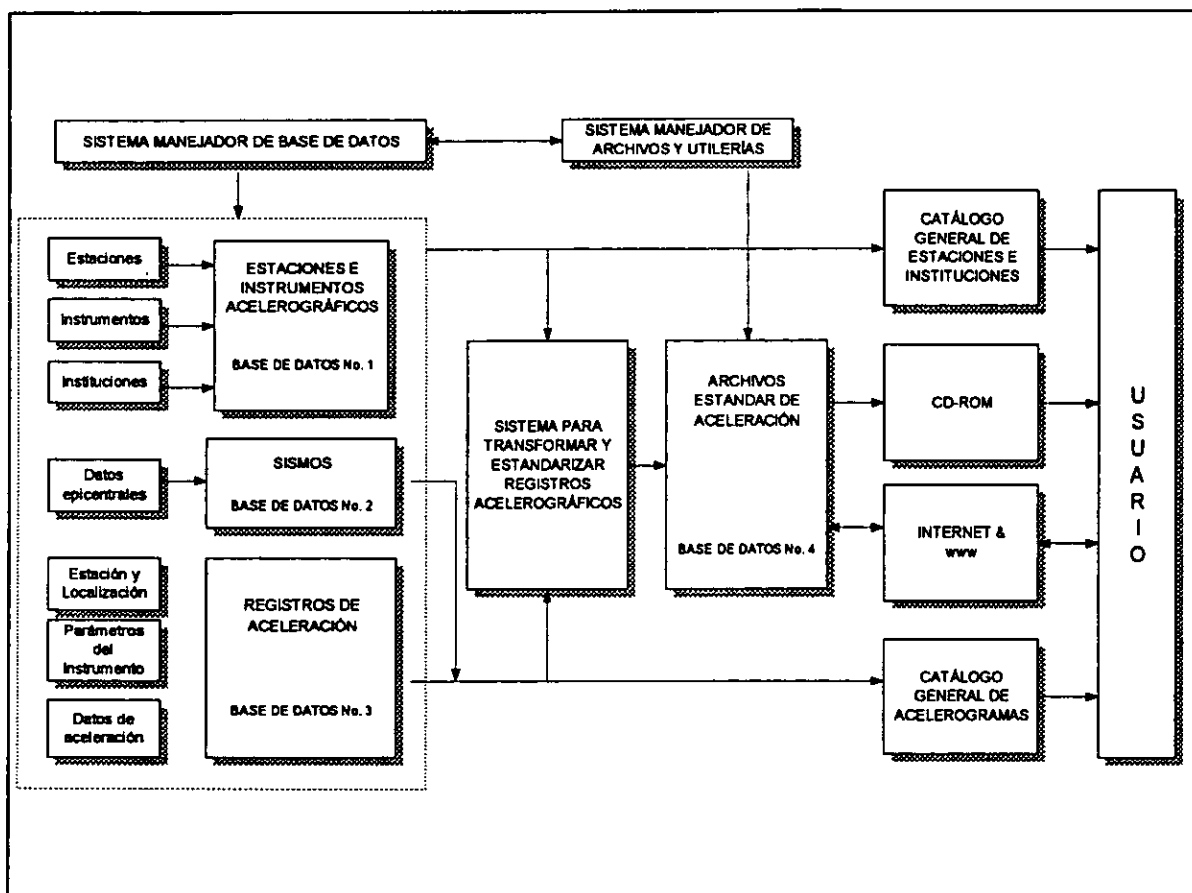 SISTEMA MANEJADOR DE BASE DE DATOS
SISTEMA MANEJADOR DE
ARCHIVOS Y UTILERÍAS
Estaciones
Instrumentos
Instituciones
ESTACIONES E
INSTRUMENTOS
ACELEROGRÁFICOS
BASE DE DATOS No. 1
Datos
epicentrales
SISMOS
BASE DE DATOS No. 2
Estación y
Localización
Parámetros
del
Instrumento
Datos de
aceleración
REGISTROS DE
ACELERACIÓN
BASE DE DATOS No. 3
SISTEMA PARA
TRANSFORMAR Y
ESTANDARIZAR
REGISTROS
ACELEROGRÁFICOS
ARCHIVOS
ESTANDAR DE
ACELERACIÓN
BASE DE DATOS No. 4
CATÁLOGO
GENERAL DE
ESTACIONES E
INSTITUCIONES
CD-ROM
INTERNET &
www
CATÁLOGO
GENERAL DE
ACELEROGRAMAS
USUARIO